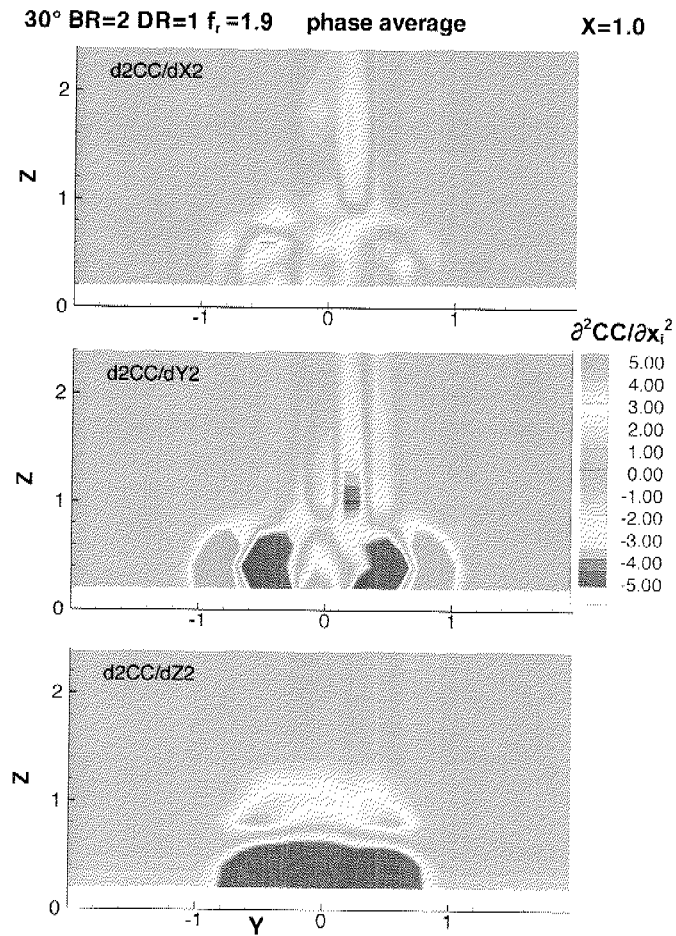 30° BR=2 DR=1 fᵣ=1.9 phase average X=1.0
d2CC/dX2
2
Z
1
0
-1 0 1
∂²CC/∂xᵢ²
d2CC/dY2
5.00
4.00
3.00
2.00
1.00
0.00
-1.00
-2.00
-3.00
-4.00
-5.00
2
Z
1
0
-1 0 1
d2CC/dZ2
2
Z
1
0
-1 Y 0 1